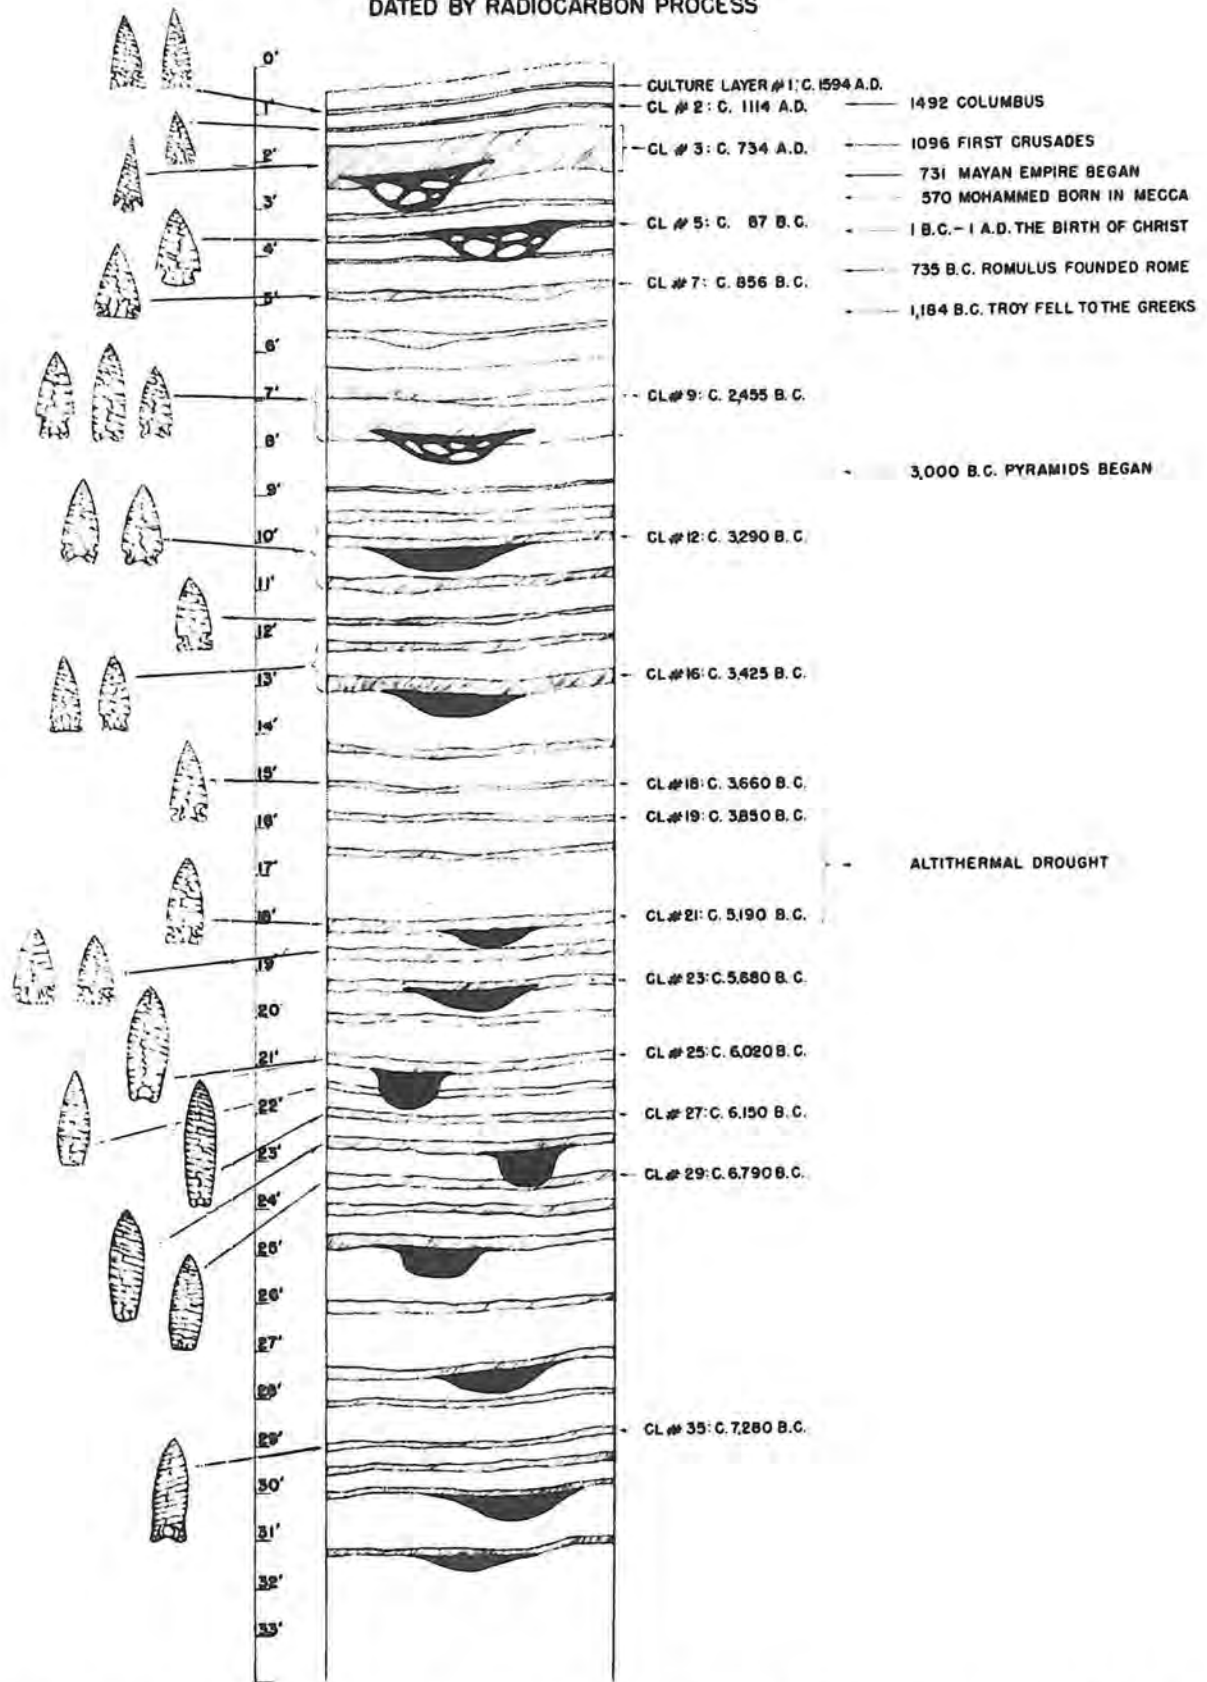 DATED BY RADIOCARBON PROCESS
0'
1'
2'
3'
4'
5'
6'
7'
8'
9'
10'
11'
12'
13'
14'
15'
16'
17'
18'
19'
20'
21'
22'
23'
24'
25'
26'
27'
28'
29'
30'
31'
32'
33'
CULTURE LAYER #1: C. 1594 A.D.
CL # 2: C. 1114 A.D.
CL # 3: C. 734 A.D.
CL # 5: C. 87 B.C.
CL # 7: C. 856 B.C.
CL # 9: C. 2,455 B.C.
CL #12: C. 3,290 B.C.
CL #16: C. 3,425 B.C.
CL #18: C. 3,660 B.C.
CL #19: C. 3,850 B.C.
CL #21: C. 5,190 B.C.
CL #23: C. 5,680 B.C.
CL # 25: C. 6,020 B.C.
CL # 27: C. 6,150 B.C.
CL # 29: C. 6,790 B.C.
CL # 35: C. 7,280 B.C.
1492 COLUMBUS
1096 FIRST CRUSADES
731 MAYAN EMPIRE BEGAN
570 MOHAMMED BORN IN MECCA
1 B.C.-1 A.D. THE BIRTH OF CHRIST
735 B.C. ROMULUS FOUNDED ROME
1,184 B.C. TROY FELL TO THE GREEKS
3,000 B.C. PYRAMIDS BEGAN
ALTITHERMAL DROUGHT